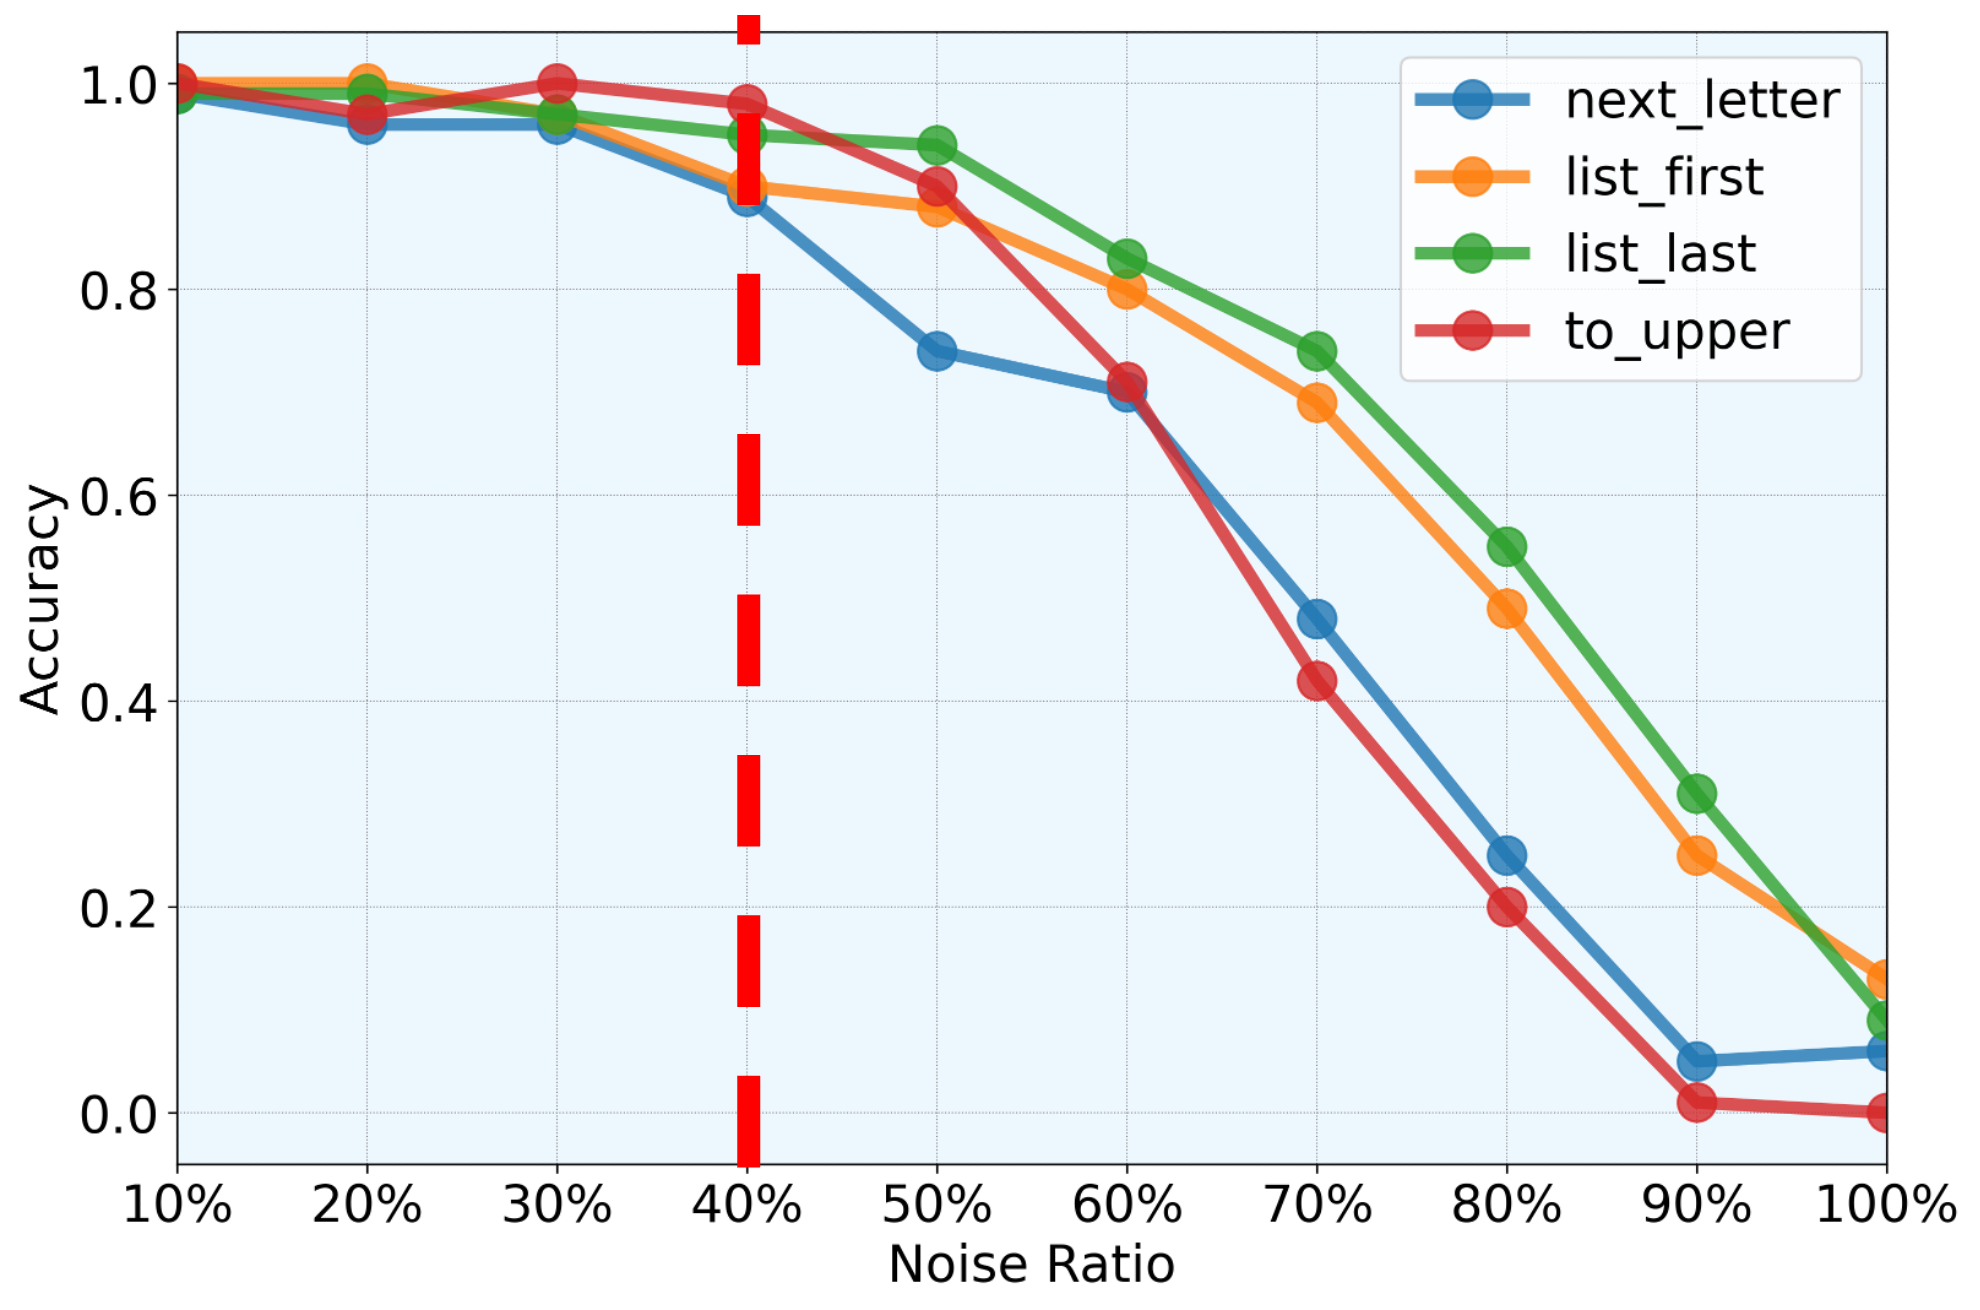 next_letter
list_first
list_last
to_upper
1.0
0.8
0.6
0.4
0.2
0.0
Accuracy
10% 20% 30% 40% 50% 60% 70% 80% 90% 100%
Noise Ratio